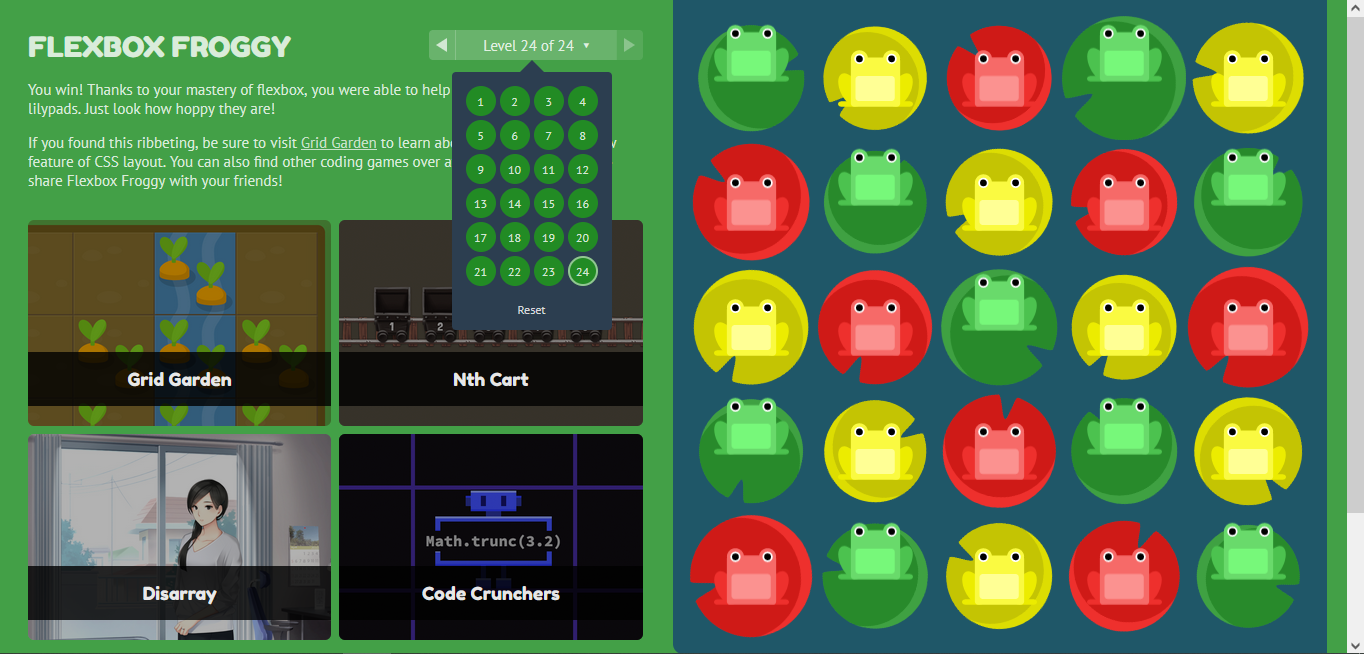 FLEXBOX FROGGY
Level 24 of 24 ▼
You win! Thanks to your mastery of flexbox, you were able to help
lilypads. Just look how hoppy they are!
If you found this ribbeting, be sure to visit Grid Garden to learn
feature of CSS layout. You can also find other coding games over
share Flexbox Froggy with your friends!
1 2 3 4
5 6 7 8
9 10 11 12
13 14 15 16
17 18 19 20
21 22 23 24
Reset
1 2
Grid Garden
Nth Cart
Math.trunc(3.2)
Disarray
Code Crunchers